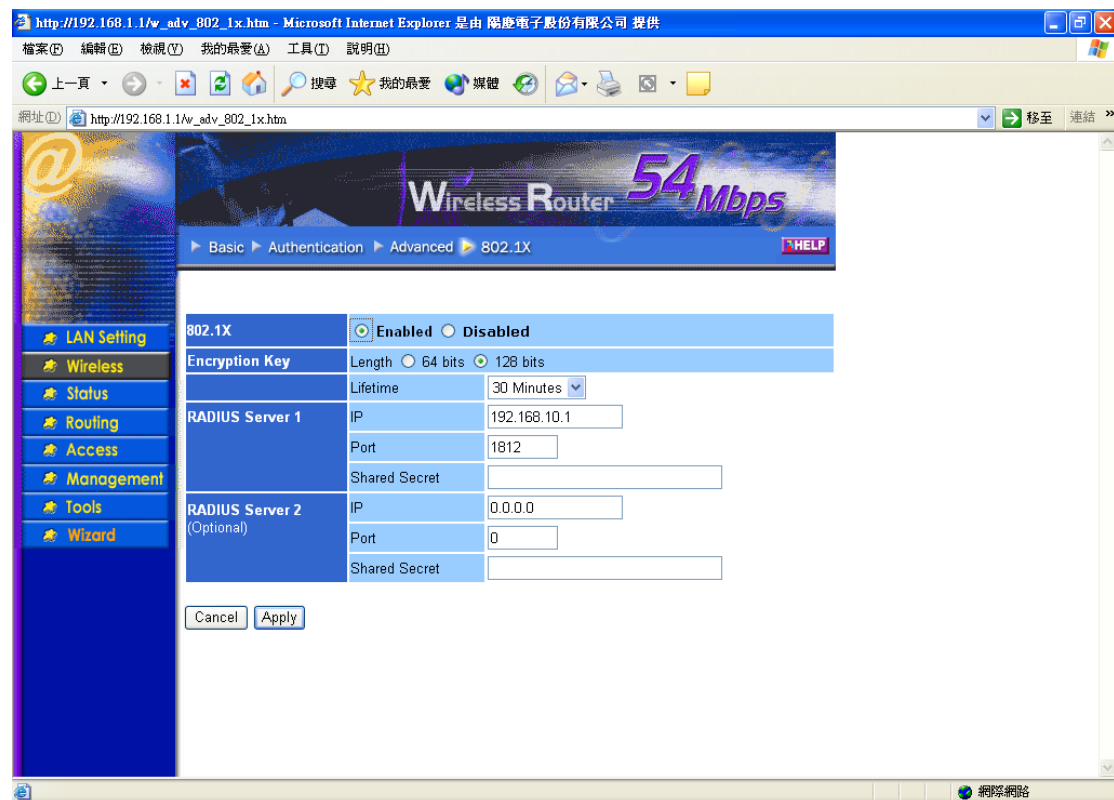 http://192.168.1.1/w_adv_802_1x.htm - Microsoft Internet Explorer 是由 陽慶電子股份有限公司 提供
檔案(F) 編輯(E) 檢視(V) 我的最愛(A) 工具(T) 說明(H)
上一頁 搜尋 我的最愛 媒體
網址(D) http://192.168.1.1/w_adv_802_1x.htm 移至 連結 »
@
Wireless Router 54 Mbps
Basic Authentication Advanced 802.1X HELP
LAN Setting
Wireless
Status
Routing
Access
Management
Tools
Wizard
802.1X Enabled Disabled
Encryption Key Length 64 bits 128 bits
Lifetime 30 Minutes
RADIUS Server 1 IP 192.168.10.1
Port 1812
Shared Secret
RADIUS Server 2 IP 0.0.0.0
(Optional)
Port 0
Shared Secret
Cancel Apply
網際網路